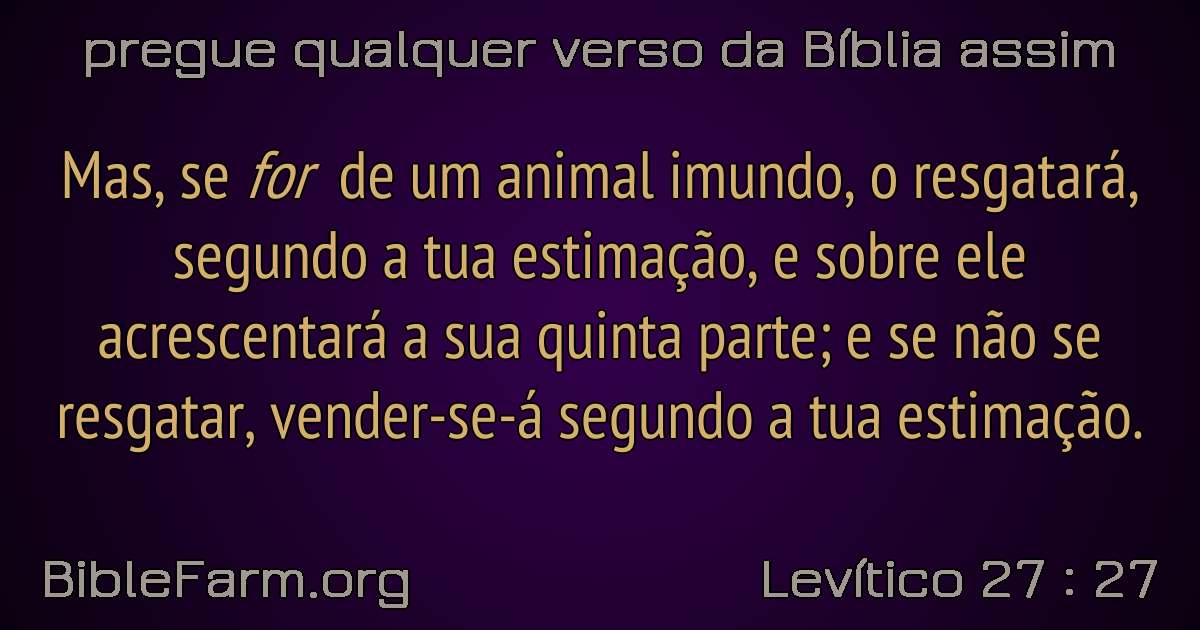 pregue qualquer verso da Bíblia assim
Mas, se for de um animal imundo, o resgatará,
segundo a tua estimação, e sobre ele
acrescentará a sua quinta parte; e se não se
resgatar, vender-se-á segundo a tua estimação.
BibleFarm.org
Levítico 27 : 27